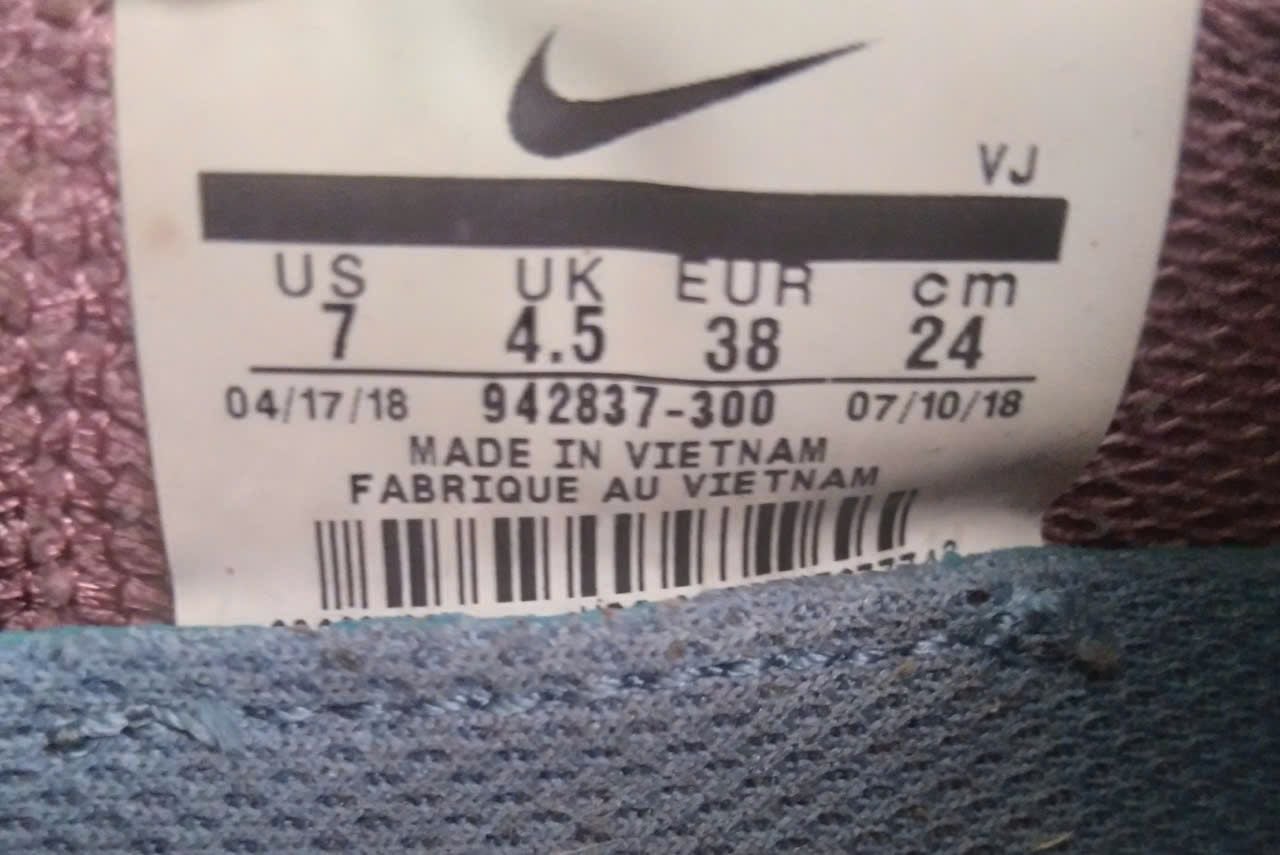 VJ
US UK EUR cm
7 4.5 38 24
04/17/18 942837-300 07/10/18
MADE IN VIETNAM
FABRIQUE AU VIETNAM